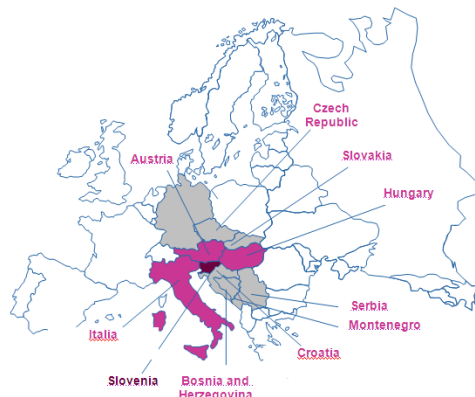 Czech
Republic
Austria
Slovakia
Hungary
Serbia
Montenegro
Italia
Croatia
Slovenia
Bosnia and
Herzegovina